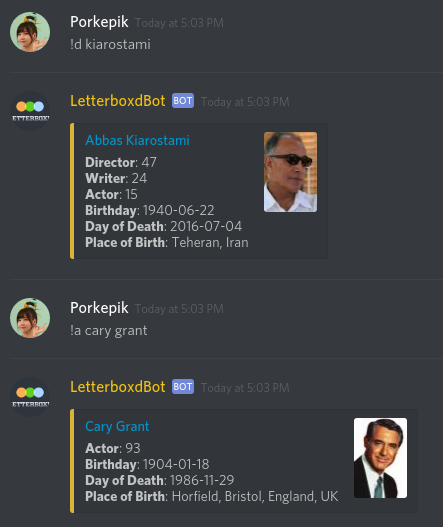 Porkepik Today at 5:03 PM
!d kiarostami
LetterboxdBot BOT Today at 5:03 PM
Abbas Kiarostami
Director: 47
Writer: 24
Actor: 15
Birthday: 1940-06-22
Day of Death: 2016-07-04
Place of Birth: Teheran, Iran
Porkepik Today at 5:03 PM
!a cary grant
LetterboxdBot BOT Today at 5:03 PM
Cary Grant
Actor: 93
Birthday: 1904-01-18
Day of Death: 1986-11-29
Place of Birth: Horfield, Bristol, England, UK